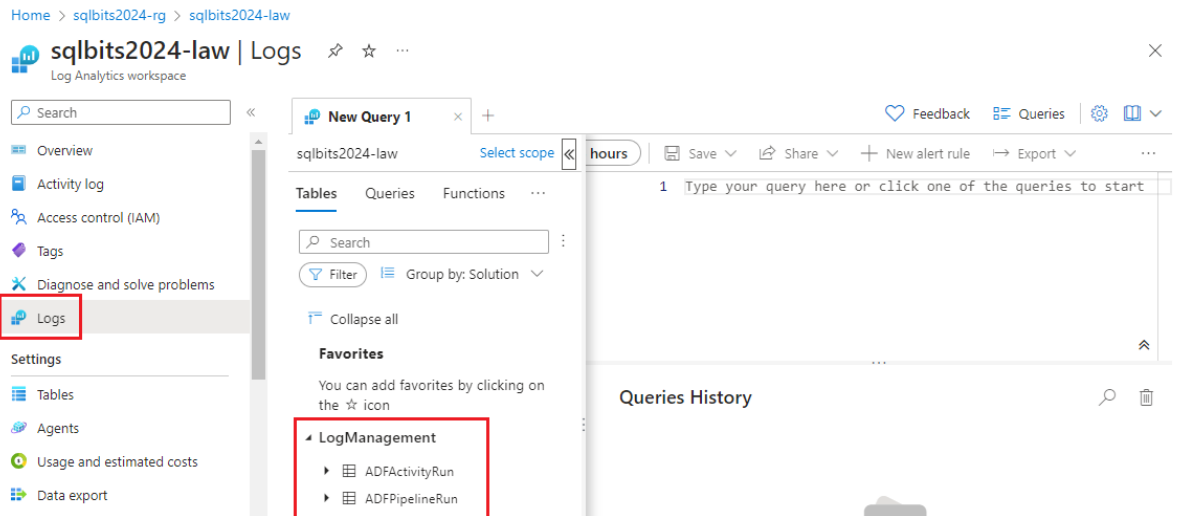 Home > sqlbits2024-rg > sqlbits2024-law
sqlbits2024-law | Logs
Log Analytics workspace
Search
Overview
Activity log
Access control (IAM)
Tags
Diagnose and solve problems
Logs
Settings
Tables
Agents
Usage and estimated costs
Data export
New Query 1
Feedback
Queries
sqlbits2024-law
Select scope
hours
Save
Share
New alert rule
Export
Tables
Queries
Functions
Search
Filter
Group by: Solution
Collapse all
Favorites
You can add favorites by clicking on
the ☆ icon
LogManagement
ADFActivityRun
ADFPipelineRun
1 Type your query here or click one of the queries to start
Queries History